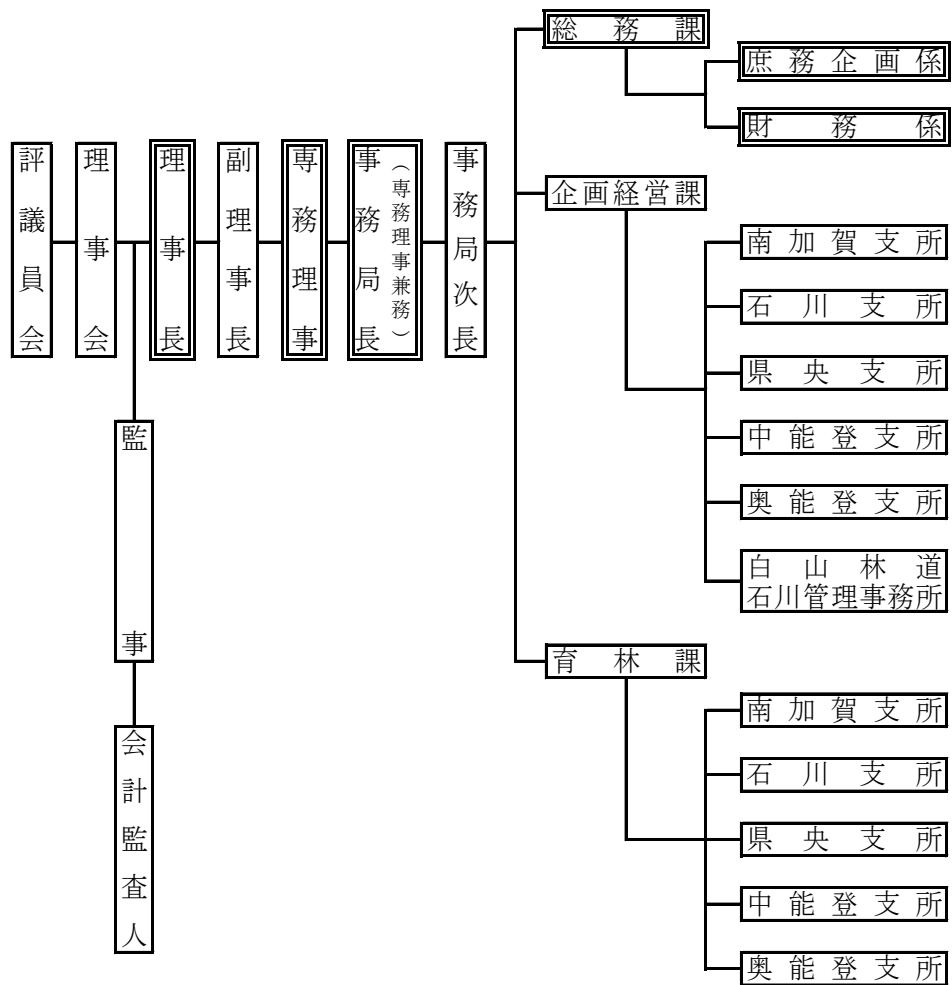 評議員会
理事会
理事長
副理事長
専務理事
事務局長
（専務理事兼務）
事務局次長
監事
会計監査人
総務課
庶務企画係
財務係
企画経営課
南加賀支所
石川支所
県央支所
中能登支所
奥能登支所
白山林道
石川管理事務所
育林課
南加賀支所
石川支所
県央支所
中能登支所
奥能登支所